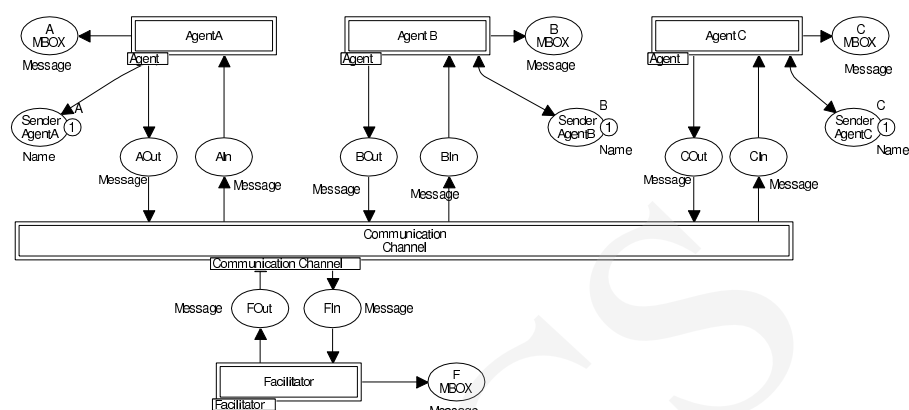 A
MBOX
AgentA
B
MBOX
Agent B
C
MBOX
Agent C
Message
Agent
Agent
Message
Agent
Message
A
Sender
AgentA
1
B
Sender
AgentB
1
C
Sender
AgentC
1
Name
Name
Name
AOut
AIn
BOut
BIn
COut
CIn
Message
Message
Message
Message
Message
Message
Communication
Channel
Communication Channel
Message
FOut
FIn
Message
Facilitator
F
MBOX
Facilitator
Message